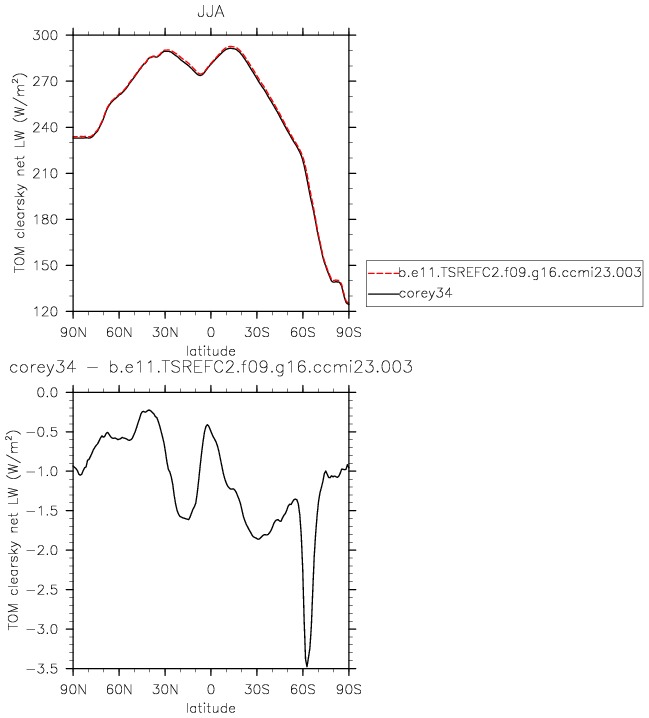 JJA
TOM clearsky net LW (W/m²)
300
270
240
210
180
150
120
90N 60N 30N 0 30S 60S 90S
latitude
b.e11.TSREFC2.f09.g16.ccmi23.003
corey34
corey34 − b.e11.TSREFC2.f09.g16.ccmi23.003
TOM clearsky net LW (W/m²)
0.0
−0.5
−1.0
−1.5
−2.0
−2.5
−3.0
−3.5
90N 60N 30N 0 30S 60S 90S
latitude